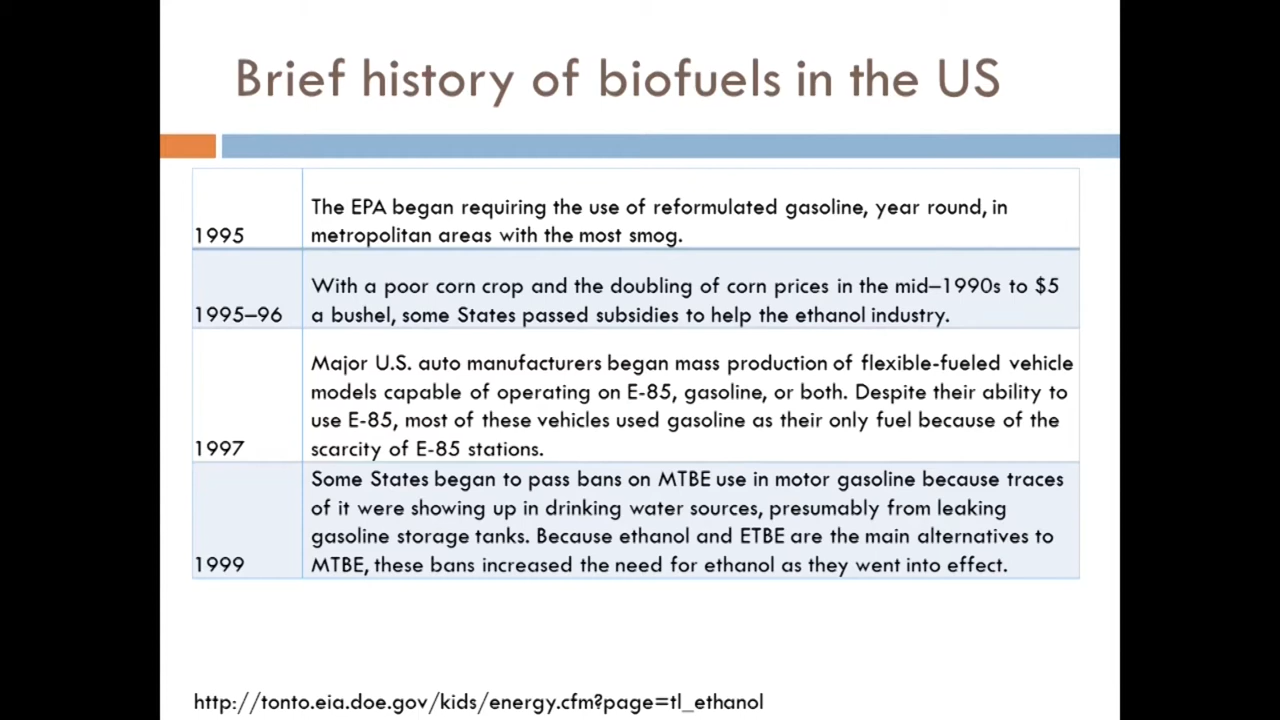 Brief history of biofuels in the US
The EPA began requiring the use of reformulated gasoline, year round, in
1995 metropolitan areas with the most smog.
With a poor corn crop and the doubling of corn prices in the mid–1990s to $5
1995–96 a bushel, some States passed subsidies to help the ethanol industry.
Major U.S. auto manufacturers began mass production of flexible-fueled vehicle
models capable of operating on E-85, gasoline, or both. Despite their ability to
use E-85, most of these vehicles used gasoline as their only fuel because of the
1997 scarcity of E-85 stations.
Some States began to pass bans on MTBE use in motor gasoline because traces
of it were showing up in drinking water sources, presumably from leaking
gasoline storage tanks. Because ethanol and ETBE are the main alternatives to
1999 MTBE, these bans increased the need for ethanol as they went into effect.
http://tonto.eia.doe.gov/kids/energy.cfm?page=tl_ethanol